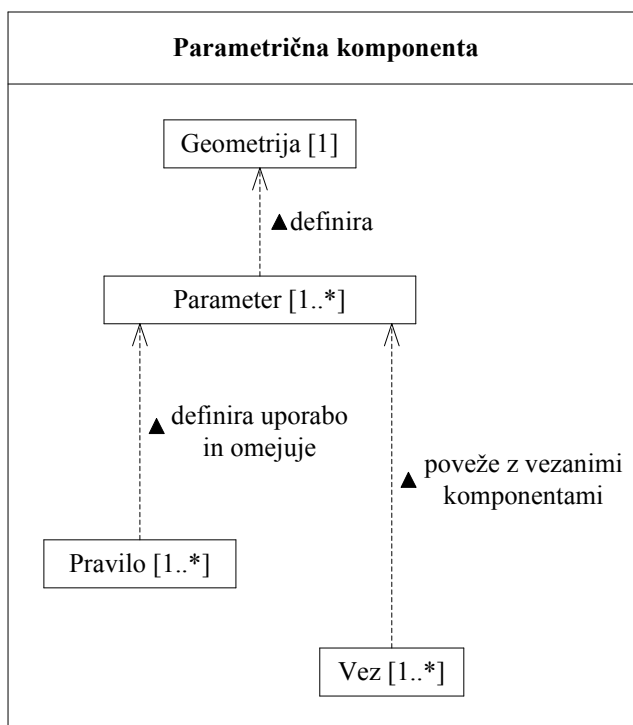 Parametrična komponenta
Geometrija [1]
definira
Parameter [1..*]
definira uporabo
in omejuje
poveže z vezanimi
komponentami
Pravilo [1..*]
Vez [1..*]